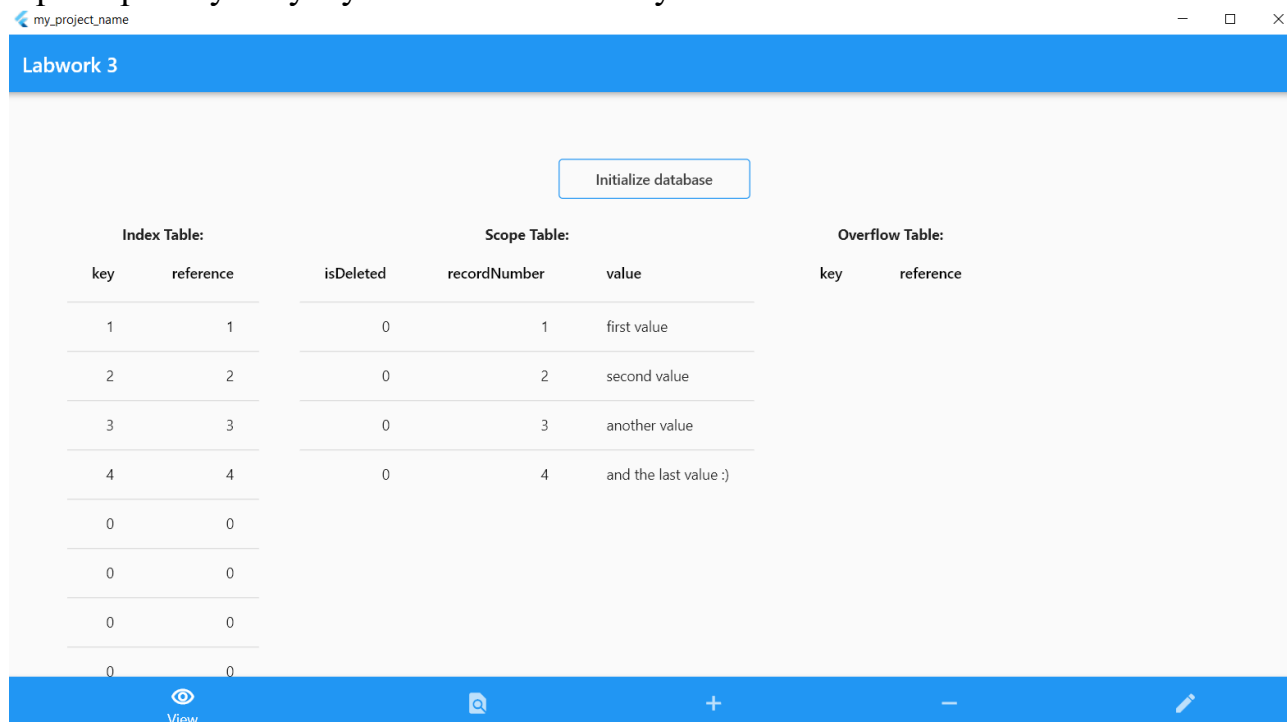 my_project_name
Labwork 3
Initialize database
Index Table: Scope Table: Overflow Table:
key reference isDeleted recordNumber value key reference
1 1 0 1 first value
2 2 0 2 second value
3 3 0 3 another value
4 4 0 4 and the last value :)
0 0
0 0
0 0
0 0
View